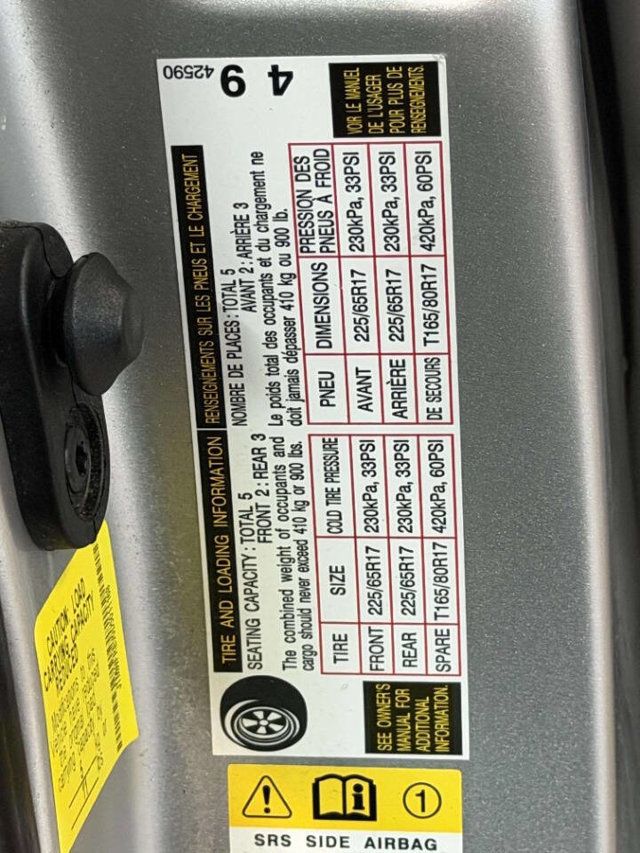 TIRE AND LOADING INFORMATION
RENSEIGNEMENTS SUR LES PNEUS ET LE CHARGEMENT
SEATING CAPACITY: TOTAL 5
FRONT 2: REAR 3
The combined weight of occupants and
cargo should never exceed 410 kg or 900 lbs.
NOMBRE DE PLACES: TOTAL 5
AVANT 2: ARRIÈRE 3
Le poids total des occupants et du chargement ne
doit jamais dépasser 410 kg ou 900 lb.
TIRE SIZE COLD TIRE PRESSURE
FRONT 225/65R17 230kPa, 33PSI
REAR 225/65R17 230kPa, 33PSI
SPARE T165/80R17 420kPa, 60PSI
PNEU DIMENSIONS PRESSION DES
PNEUS À FROID
AVANT 225/65R17 230kPa, 33PSI
ARRIÈRE 225/65R17 230kPa, 33PSI
DE SECOURS T165/80R17 420kPa, 60PSI
SEE OWNER'S
MANUAL FOR
ADDITIONAL
INFORMATION.
VOIR LE MANUEL
DE L'USAGER
POUR PLUS DE
RENSEIGNEMENTS.
42590
4 9
CAUTION- LOAD
CARRYING CAPACITY
REDUCED
1
SRS SIDE AIRBAG